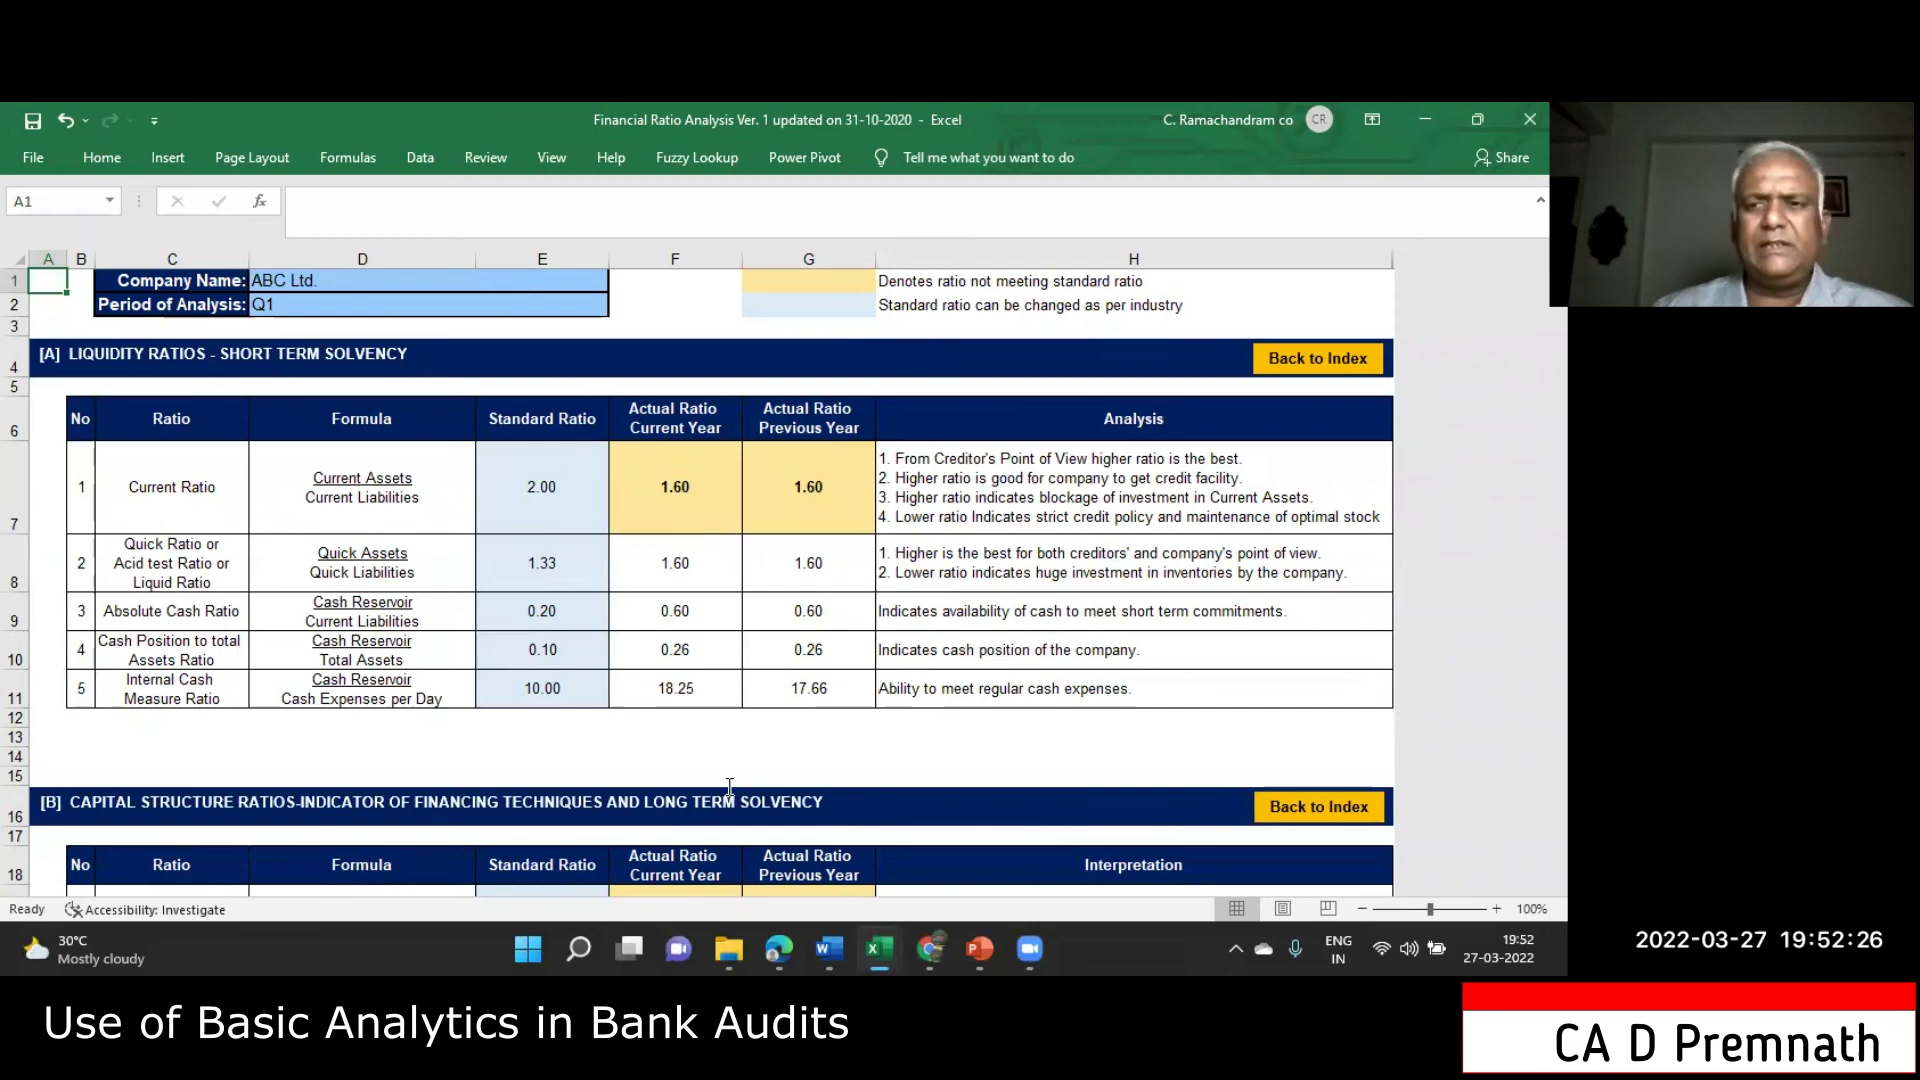 Financial Ratio Analysis Ver. 1 updated on 31-10-2020 - Excel
C. Ramachandram co
CR
File Home Insert Page Layout Formulas Data Review View Help Fuzzy Lookup Power Pivot Tell me what you want to do Share
A1
fx
A B C D E F G H
1 Company Name: ABC Ltd. Denotes ratio not meeting standard ratio
2 Period of Analysis: Q1 Standard ratio can be changed as per industry
3
4 [A] LIQUIDITY RATIOS - SHORT TERM SOLVENCY Back to Index
5
6 No Ratio Formula Standard Ratio Actual Ratio Current Year Actual Ratio Previous Year Analysis
7 1 Current Ratio Current Assets Current Liabilities 2.00 1.60 1.60
1. From Creditor's Point of View higher ratio is the best.
2. Higher ratio is good for company to get credit facility.
3. Higher ratio indicates blockage of investment in Current Assets.
4. Lower ratio Indicates strict credit policy and maintenance of optimal stock
8 2 Quick Ratio or Acid test Ratio or Liquid Ratio Quick Assets Quick Liabilities 1.33 1.60 1.60
1. Higher is the best for both creditors' and company's point of view.
2. Lower ratio indicates huge investment in inventories by the company.
9 3 Absolute Cash Ratio Cash Reservoir Current Liabilities 0.20 0.60 0.60 Indicates availability of cash to meet short term commitments.
10 4 Cash Position to total Assets Ratio Cash Reservoir Total Assets 0.10 0.26 0.26 Indicates cash position of the company.
11 5 Internal Cash Measure Ratio Cash Reservoir Cash Expenses per Day 10.00 18.25 17.66 Ability to meet regular cash expenses.
12
13
14
15
16 [B] CAPITAL STRUCTURE RATIOS-INDICATOR OF FINANCING TECHNIQUES AND LONG TERM SOLVENCY Back to Index
17
18 No Ratio Formula Standard Ratio Actual Ratio Current Year Actual Ratio Previous Year Interpretation
Ready Accessibility: Investigate 100%
30°C
Mostly cloudy
ENG
IN
19:52
27-03-2022
2022-03-27 19:52:26
Use of Basic Analytics in Bank Audits
CA D Premnath